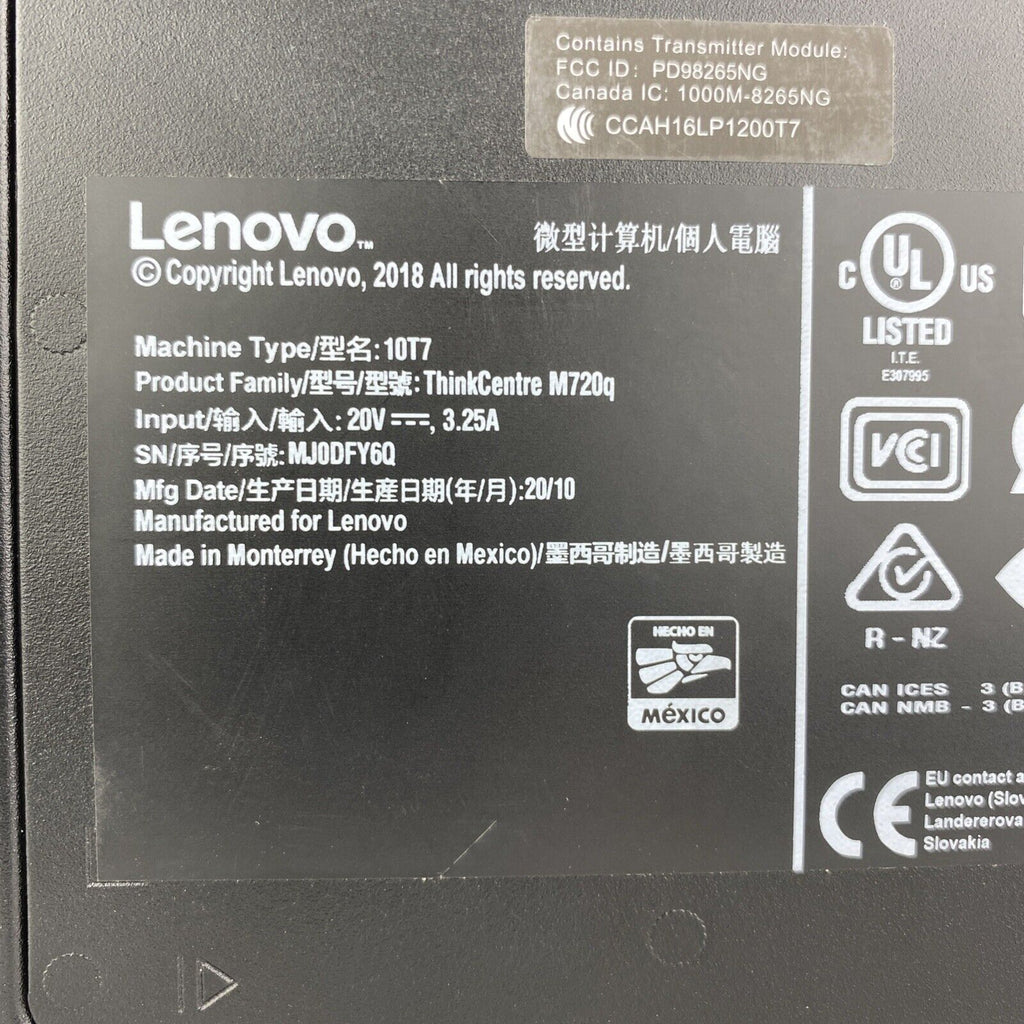 Contains Transmitter Module:
FCC ID: PD98265NG
Canada IC: 1000M-8265NG
CCAH16LP1200T7
Lenovo™
微型计算机/個人電腦
© Copyright Lenovo, 2018 All rights reserved.
Machine Type/型名: 10T7
Product Family/型号/型號: ThinkCentre M720q
Input/输入/輸入: 20V ⎓, 3.25A
SN/序号/序號: MJ0DFY6Q
Mfg Date/生产日期/生產日期(年/月):20/10
Manufactured for Lenovo
Made in Monterrey (Hecho en Mexico)/墨西哥制造/墨西哥製造
HECHO EN
MéXICO
C UL ® US
LISTED
I.T.E.
E307995
VCCI
R - NZ
CAN ICES 3 (B
CAN NMB - 3 (B
CE
EU contact a
Lenovo (Slov
Landererova
Slovakia